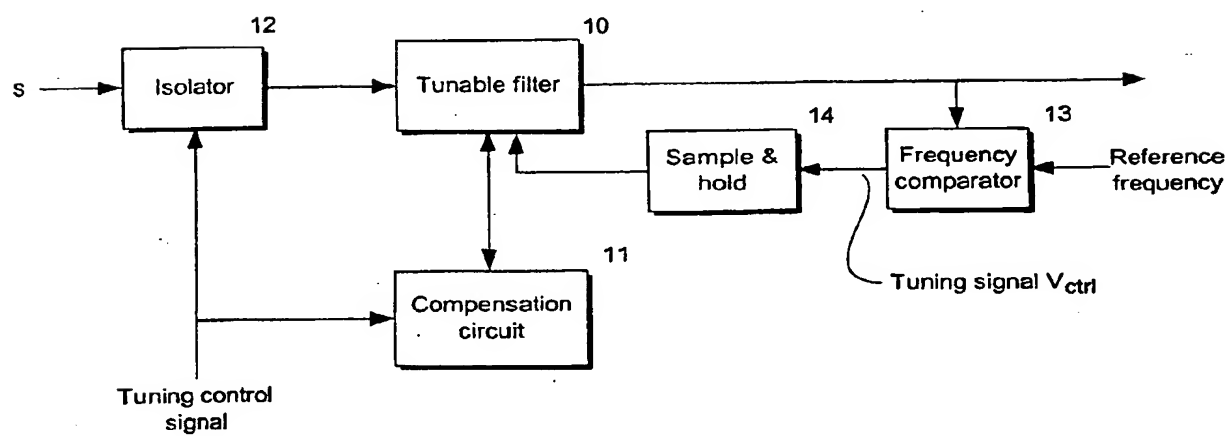 12
10
S
Isolator
Tunable filter
14
13
Sample &
hold
Frequency
comparator
Reference
frequency
11
Tuning signal Vctrl
Compensation
circuit
Tuning control
signal